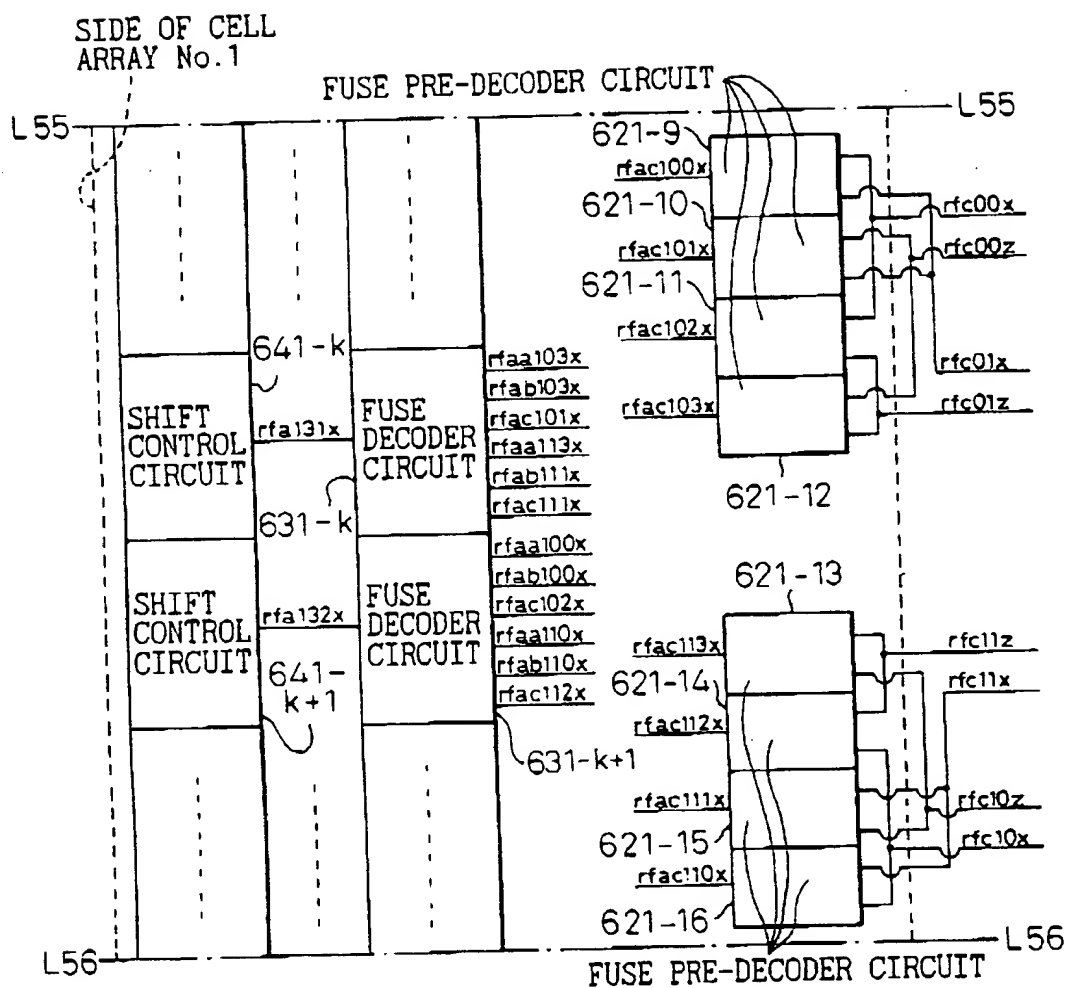 SIDE OF CELL
ARRAY No.1
FUSE PRE-DECODER CIRCUIT
L55
L55
621-9
rfac100x
621-10
rfac101x
621-11
rfac102x
rfac103x
621-12
rfc00x
rfc00z
rfc01x
rfc01z
641-k
SHIFT
CONTROL
CIRCUIT
rfa131x
631-k
FUSE
DECODER
CIRCUIT
rfaa103x
rfab103x
rfac101x
rfaa113x
rfab111x
rfac111x
SHIFT
CONTROL
CIRCUIT
rfa132x
641-
k+1
FUSE
DECODER
CIRCUIT
rfaa100x
rfab100x
rfac102x
rfaa110x
rfab110x
rfac112x
631-k+1
621-13
rfac113x
621-14
rfac112x
rfac111x
621-15
rfac110x
621-16
rfc11z
rfc11x
rfc10z
rfc10x
L56
L56
FUSE PRE-DECODER CIRCUIT